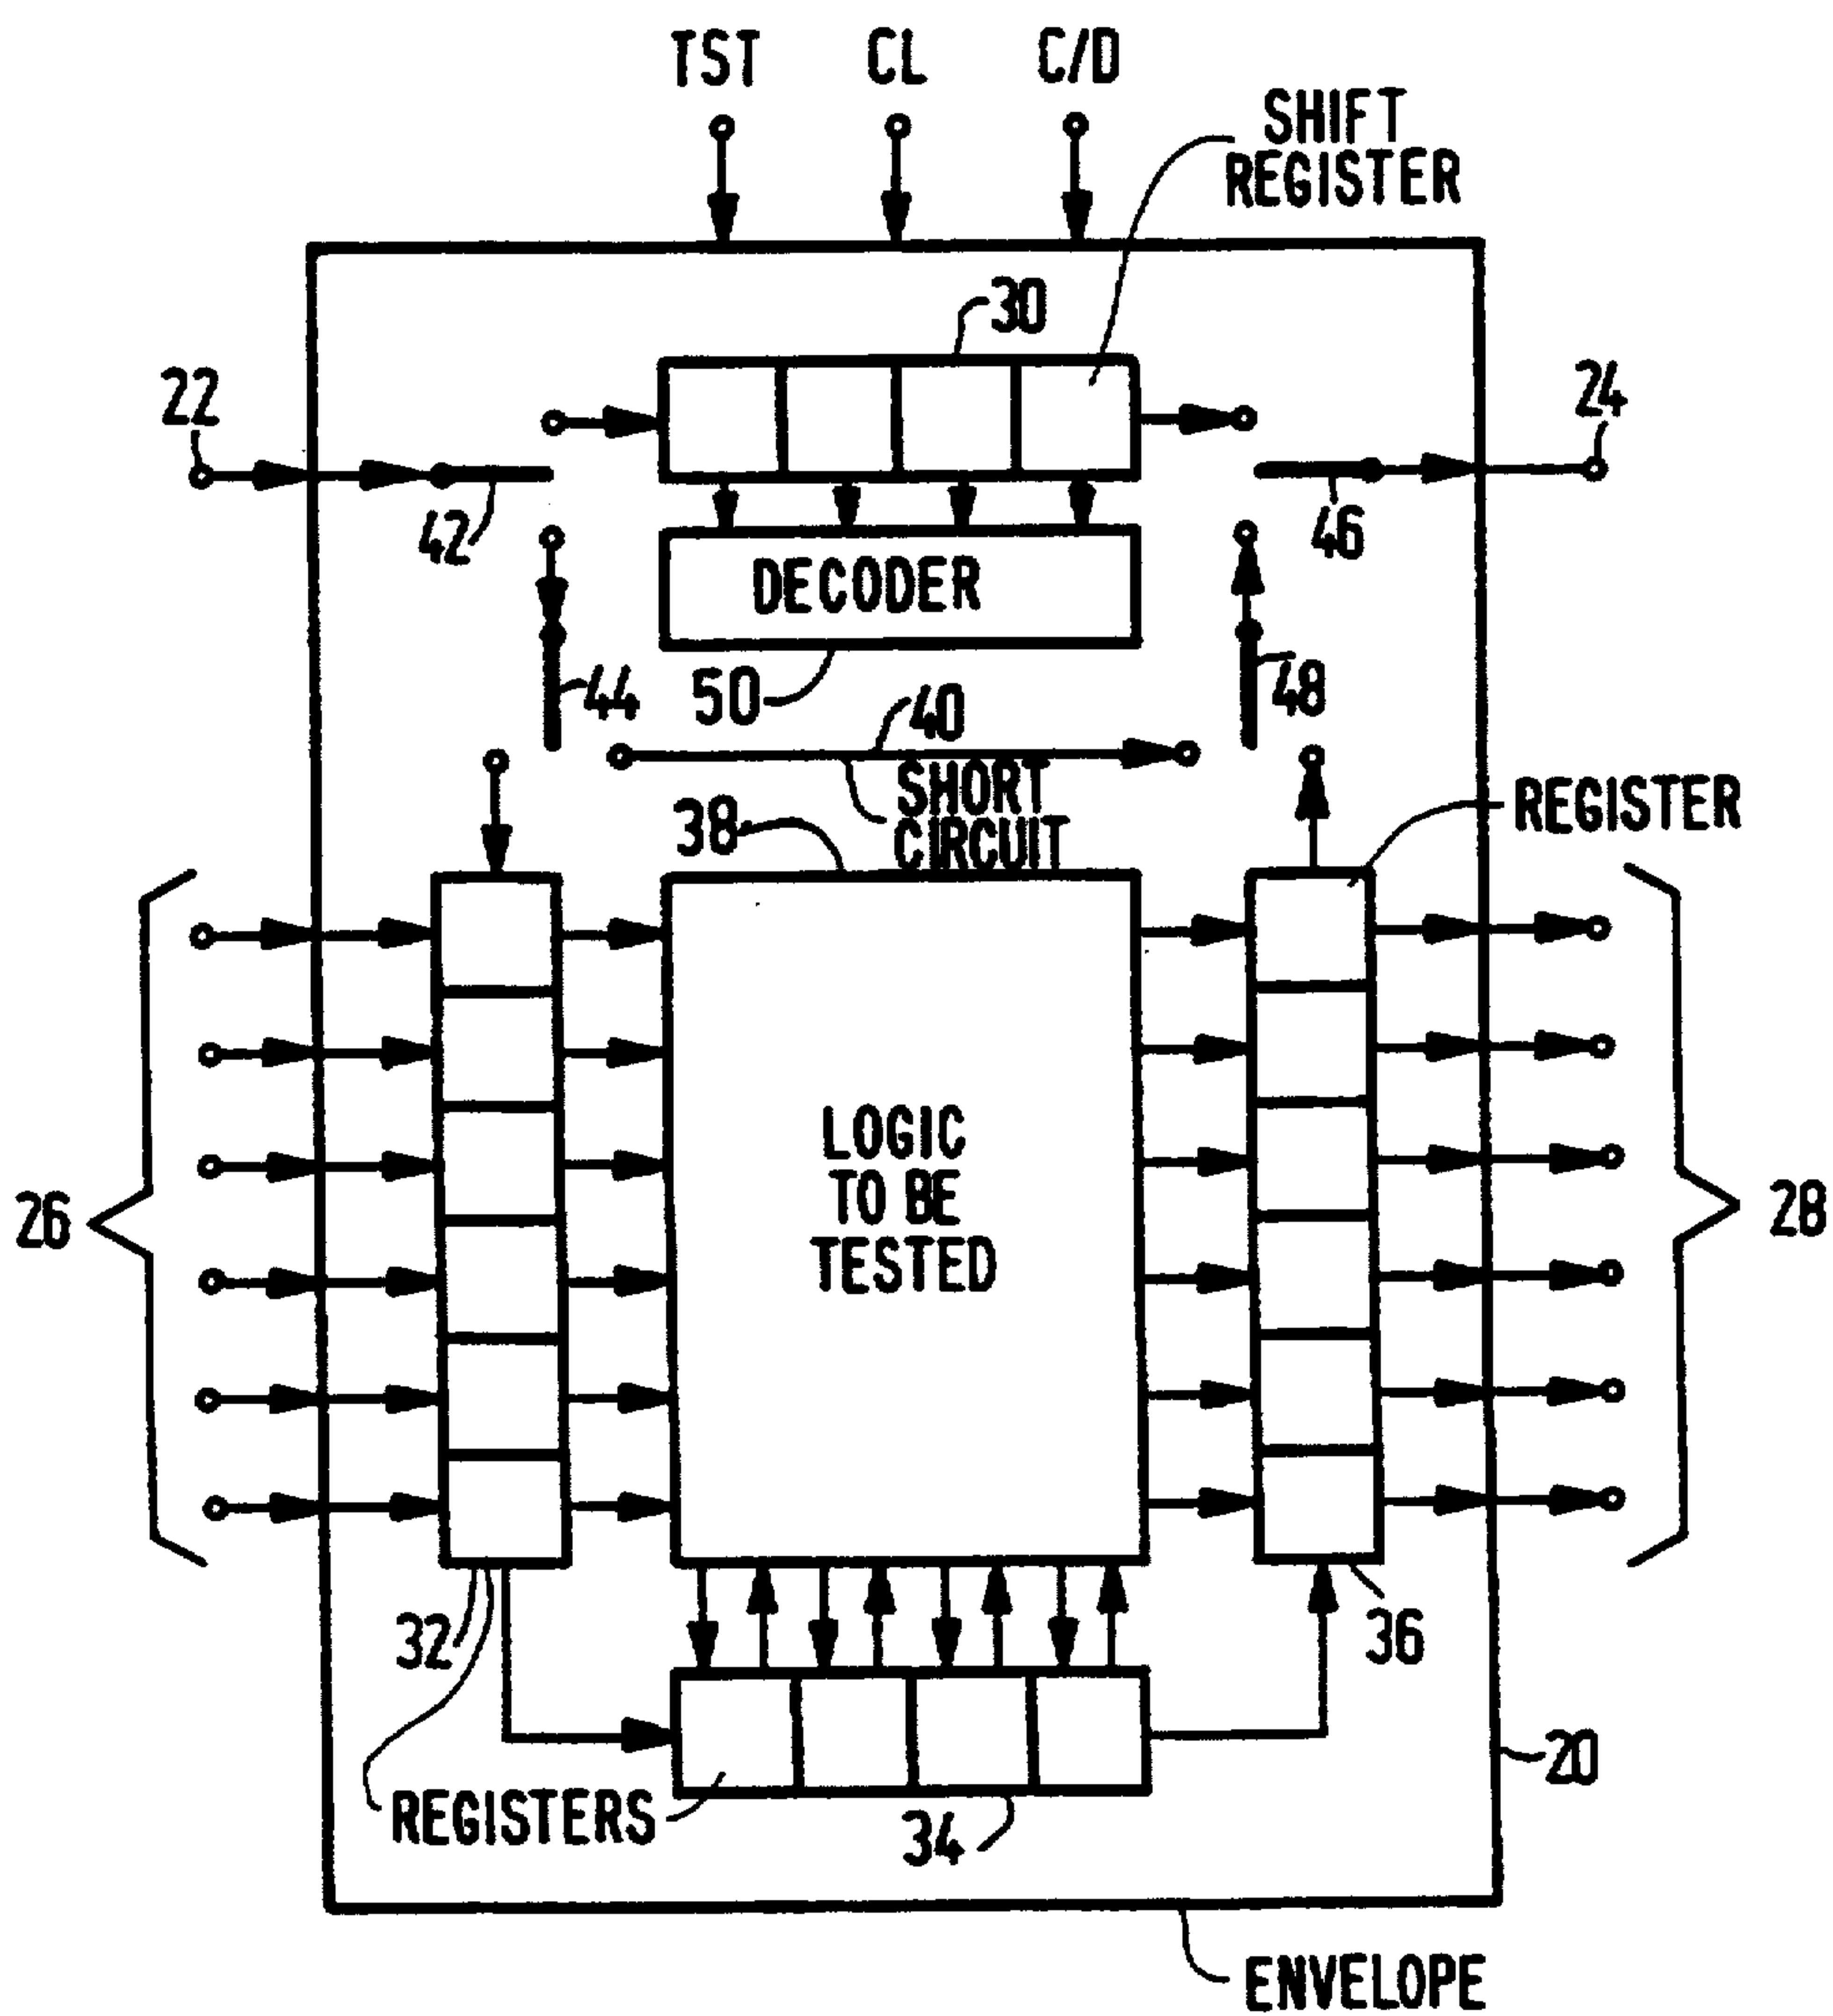 TST CL C/D
SHIFT
REGISTER
30
22
24
42
46
DECODER
44
50
48
40
SHORT
CIRCUIT
38
REGISTER
LOGIC
TO BE
TESTED
26
28
32
36
20
REGISTERS
34
ENVELOPE